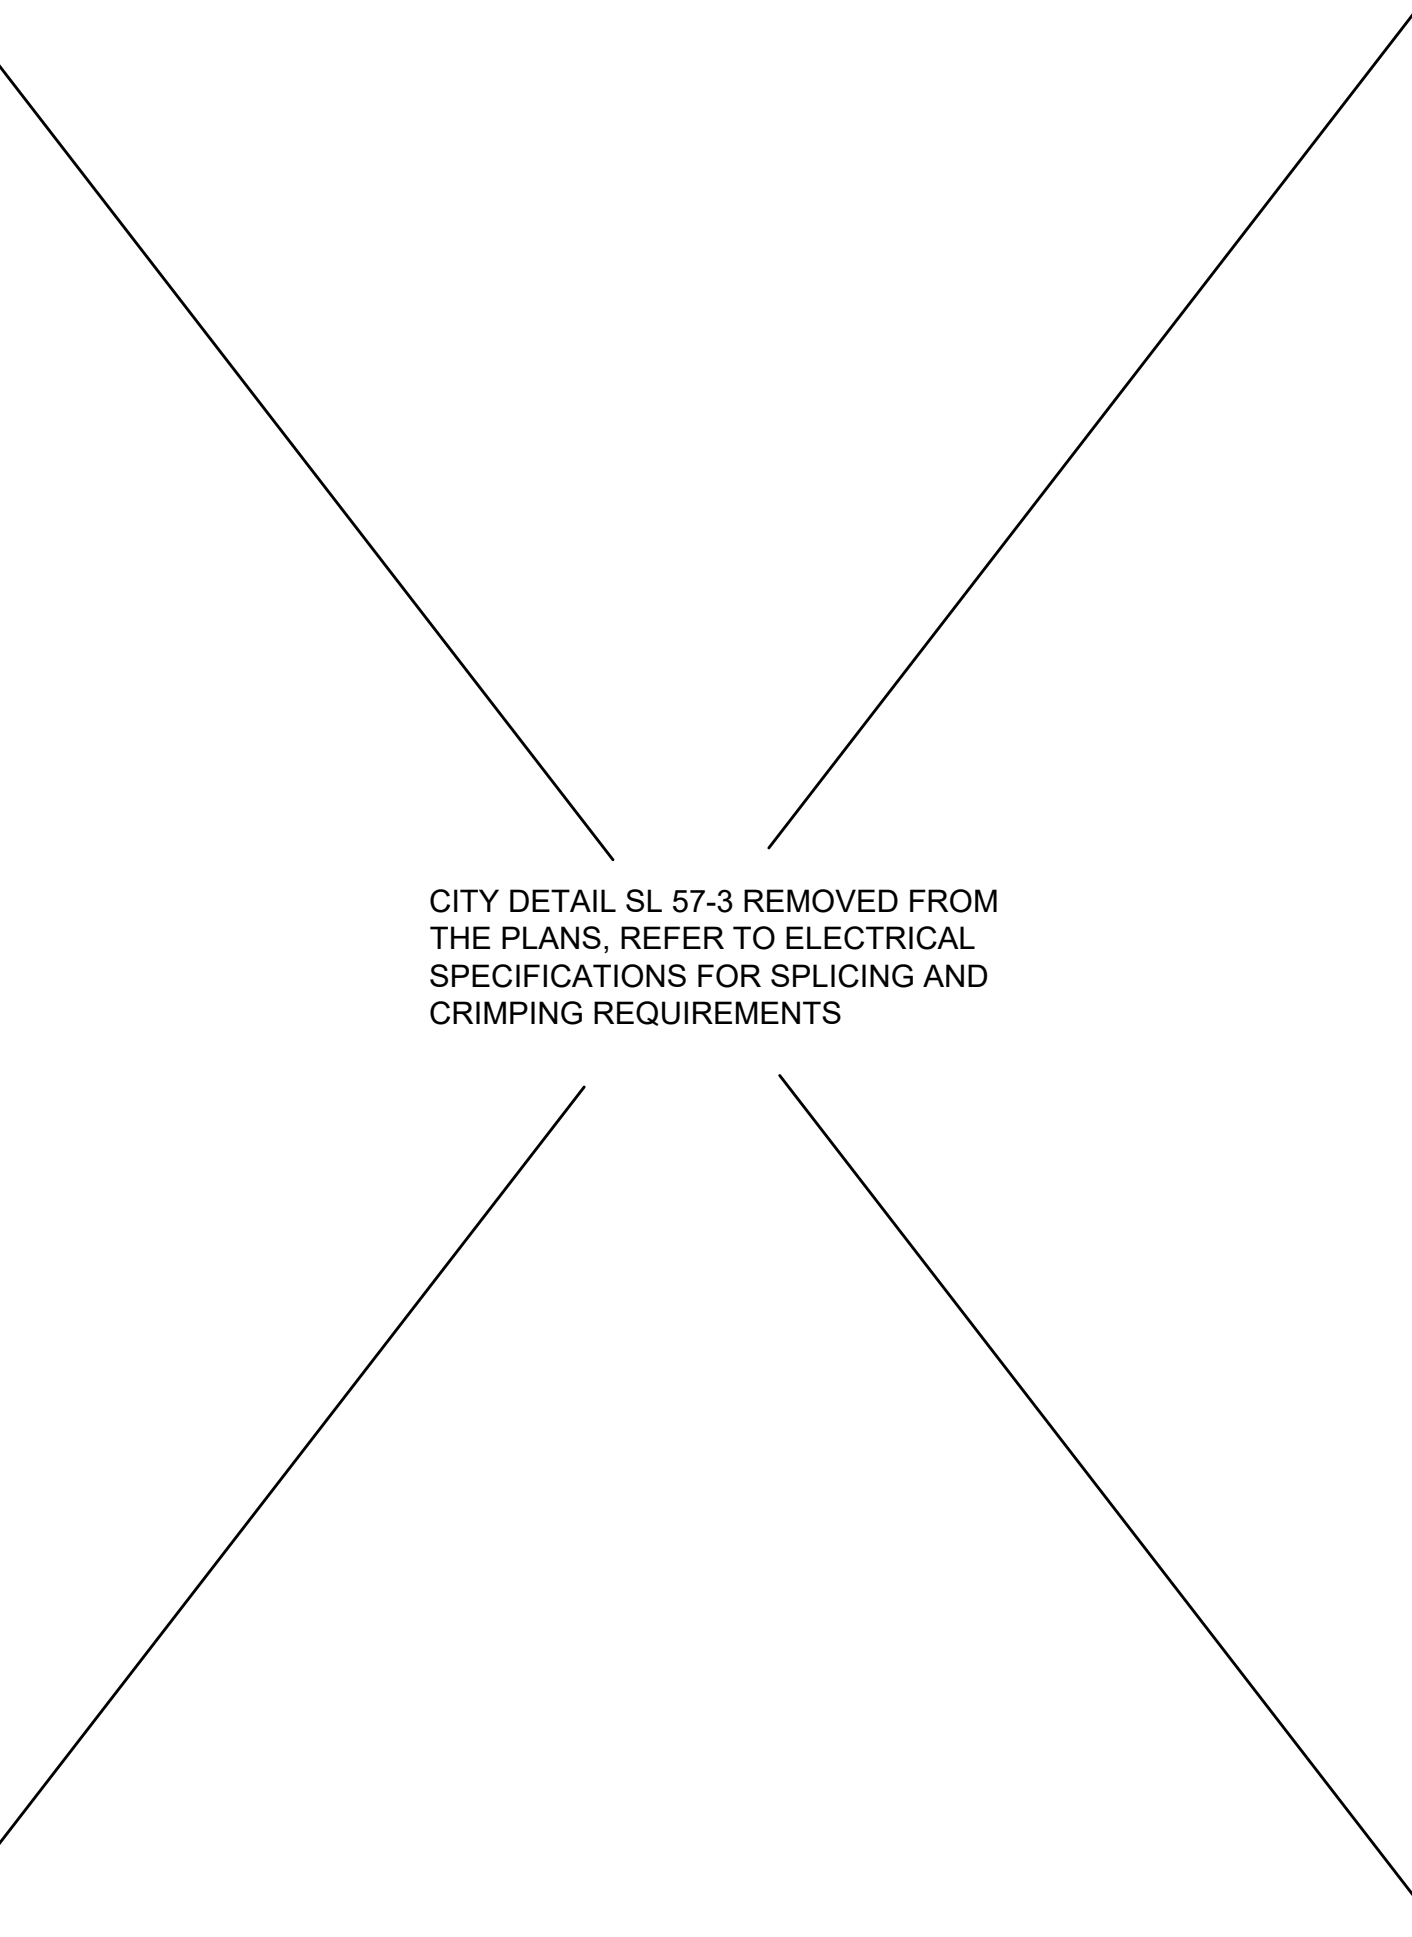 CITY DETAIL SL 57-3 REMOVED FROM
THE PLANS, REFER TO ELECTRICAL
SPECIFICATIONS FOR SPLICING AND
CRIMPING REQUIREMENTS